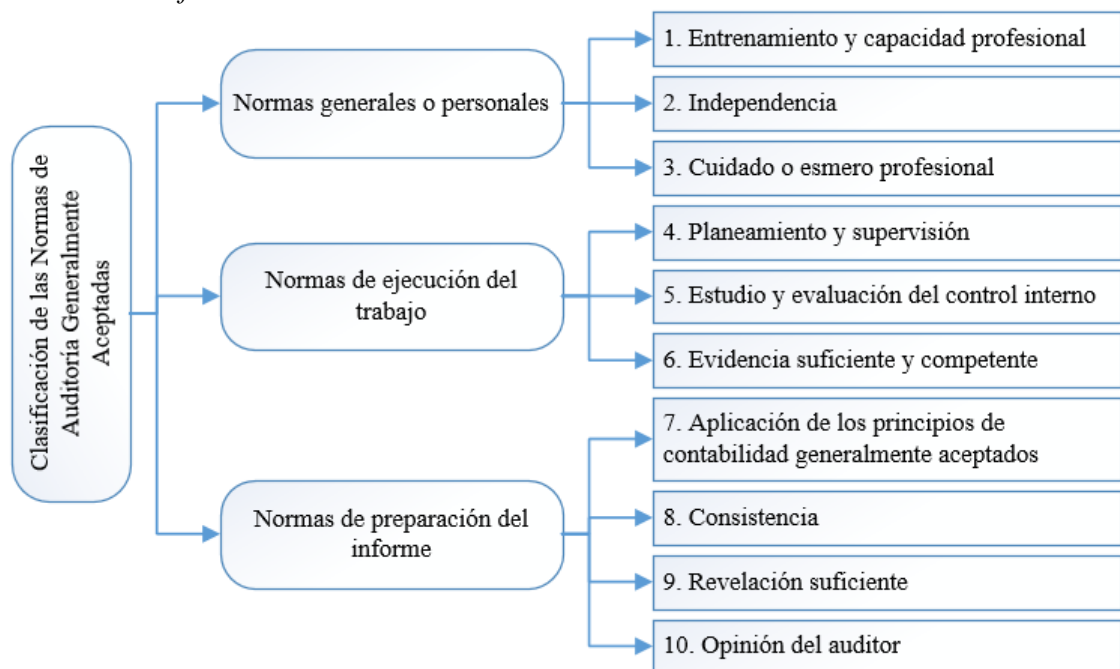 Clasificación de las Normas de
Auditoría Generalmente
Aceptadas
Normas generales o personales
1. Entrenamiento y capacidad profesional
2. Independencia
3. Cuidado o esmero profesional
Normas de ejecución del
trabajo
4. Planeamiento y supervisión
5. Estudio y evaluación del control interno
6. Evidencia suficiente y competente
Normas de preparación del
informe
7. Aplicación de los principios de
contabilidad generalmente aceptados
8. Consistencia
9. Revelación suficiente
10. Opinión del auditor